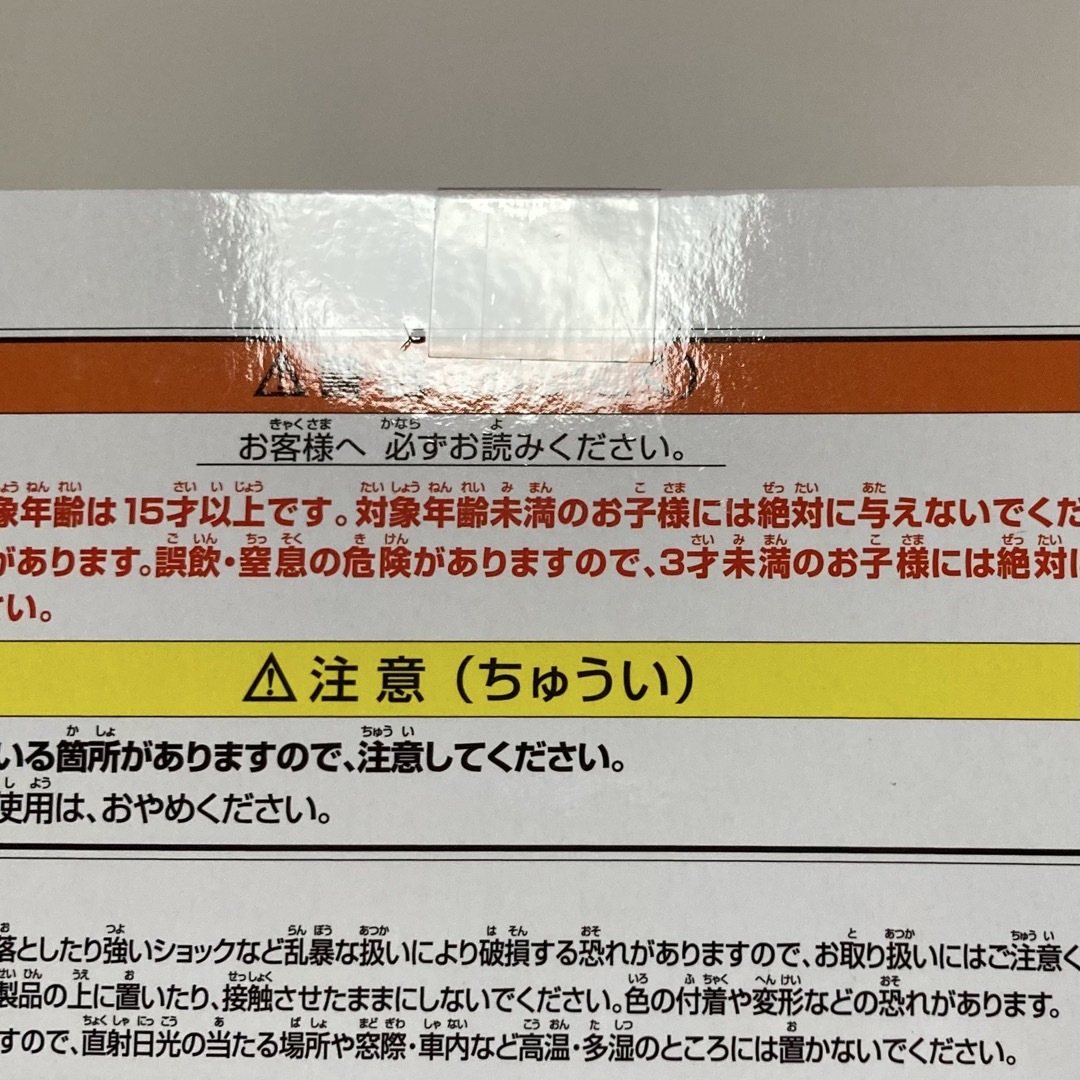 お客様へ 必ずお読みください。
象年齢は15才以上です。対象年齢未満のお子様には絶対に与えないでくだ
があります。誤飲・窒息の危険がありますので、3才未満のお子様には絶対に
さい。
⚠注意(ちゅうい)
いる箇所がありますので、注意してください。
使用は、おやめください。
落としたり強いショックなど乱暴な扱いにより破損する恐れがありますので、お取り扱いにはご注意く
製品の上に置いたり、接触させたままにしないでください。色の付着や変形などの恐れがあります。
すので、直射日光の当たる場所や窓際・車内など高温・多湿のところには置かないでください。